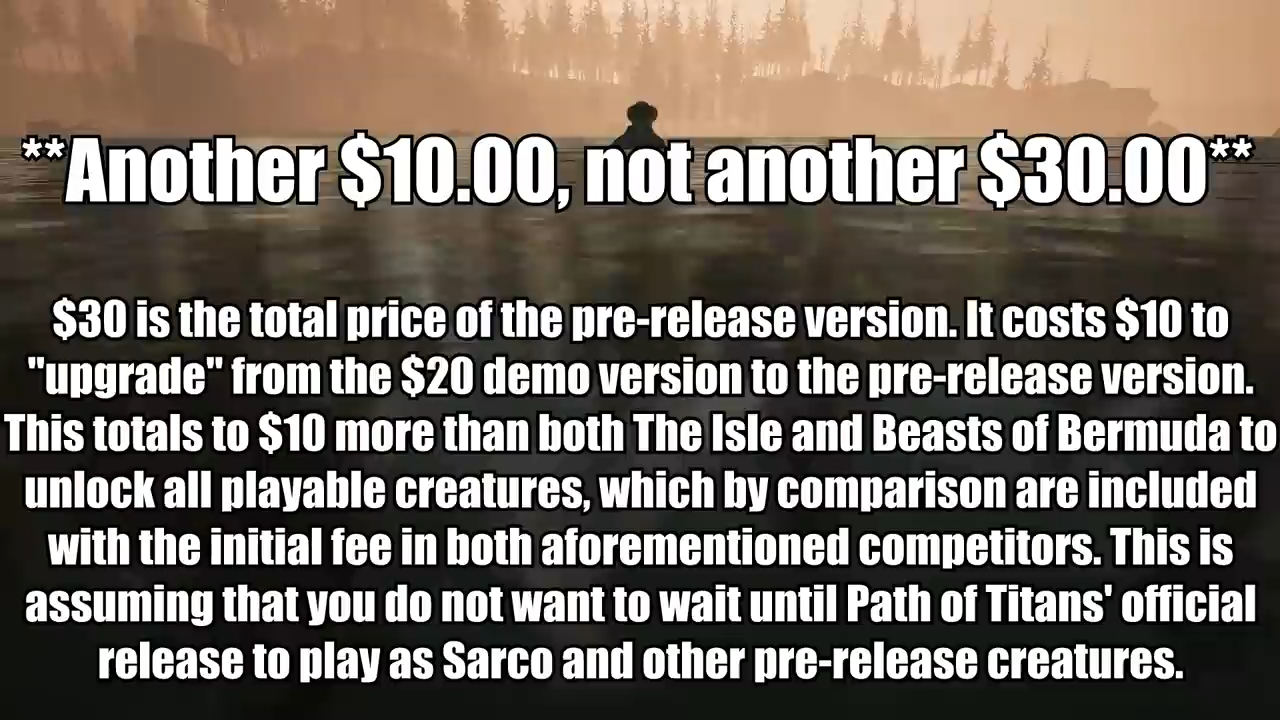 **Another $10.00, not another $30.00**
$30 is the total price of the pre-release version. It costs $10 to
"upgrade" from the $20 demo version to the pre-release version.
This totals to $10 more than both The Isle and Beasts of Bermuda to
unlock all playable creatures, which by comparison are included
with the initial fee in both aforementioned competitors. This is
assuming that you do not want to wait until Path of Titans' official
release to play as Sarco and other pre-release creatures.